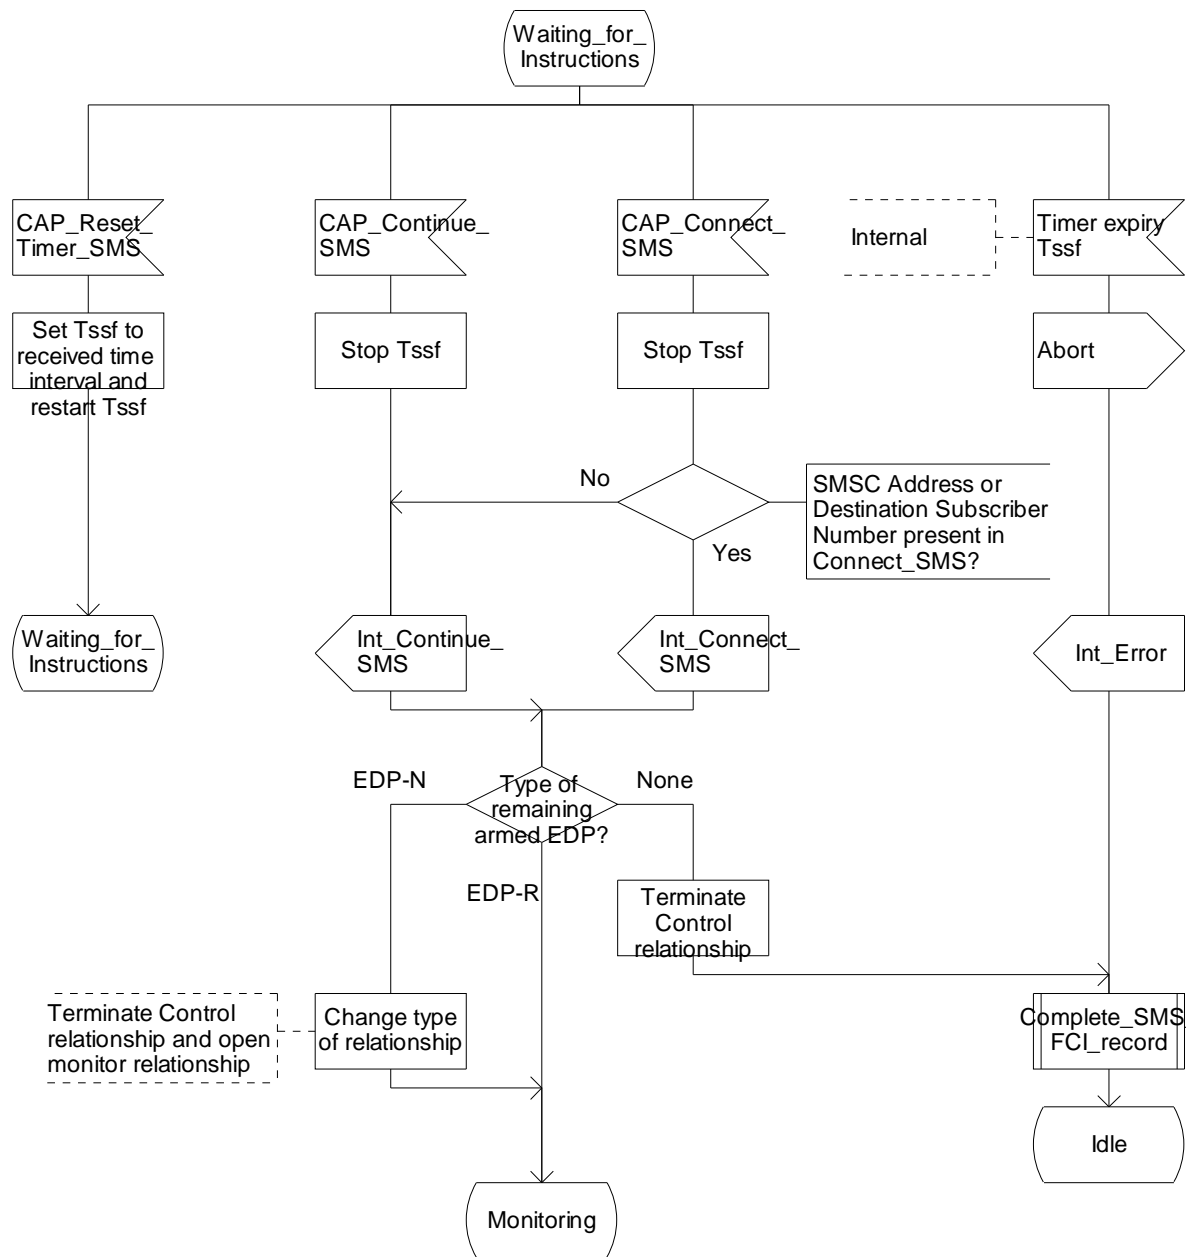 Waiting_for_
Instructions
CAP_Reset_
Timer_SMS
CAP_Continue_
SMS
CAP_Connect_
SMS
Internal
Timer expiry
Tssf
Set Tssf to
received time
interval and
restart Tssf
Stop Tssf
Stop Tssf
Abort
No
Yes
SMSC Address or
Destination Subscriber
Number present in
Connect_SMS?
Waiting_for_
Instructions
Int_Continue_
SMS
Int_Connect_
SMS
Int_Error
EDP-N
Type of
remaining
armed EDP?
None
EDP-R
Terminate
Control
relationship
Terminate Control
relationship and open
monitor relationship
Change type
of relationship
Complete_SMS_
FCI_record
Idle
Monitoring